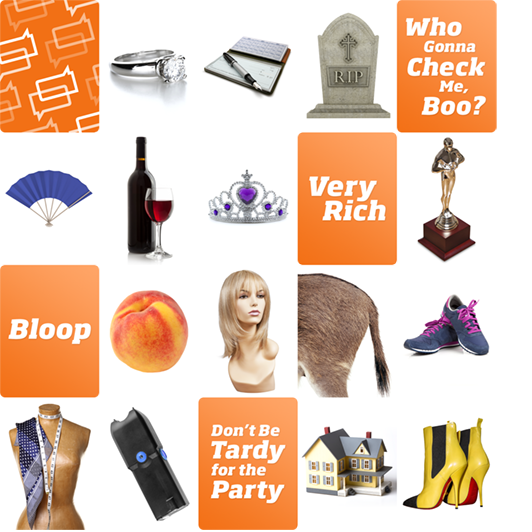 RIP
Who
Gonna
Check
Me,
Boo?
Very
Rich
Bloop
Don't Be
Tardy
for the
Party